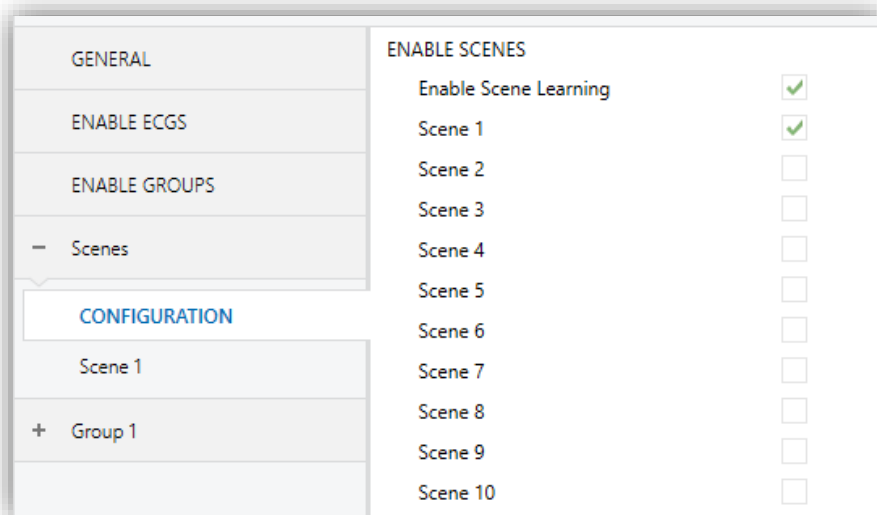 GENERAL
ENABLE ECGS
ENABLE GROUPS
− Scenes
CONFIGURATION
Scene 1
+ Group 1
ENABLE SCENES
Enable Scene Learning
Scene 1
Scene 2
Scene 3
Scene 4
Scene 5
Scene 6
Scene 7
Scene 8
Scene 9
Scene 10